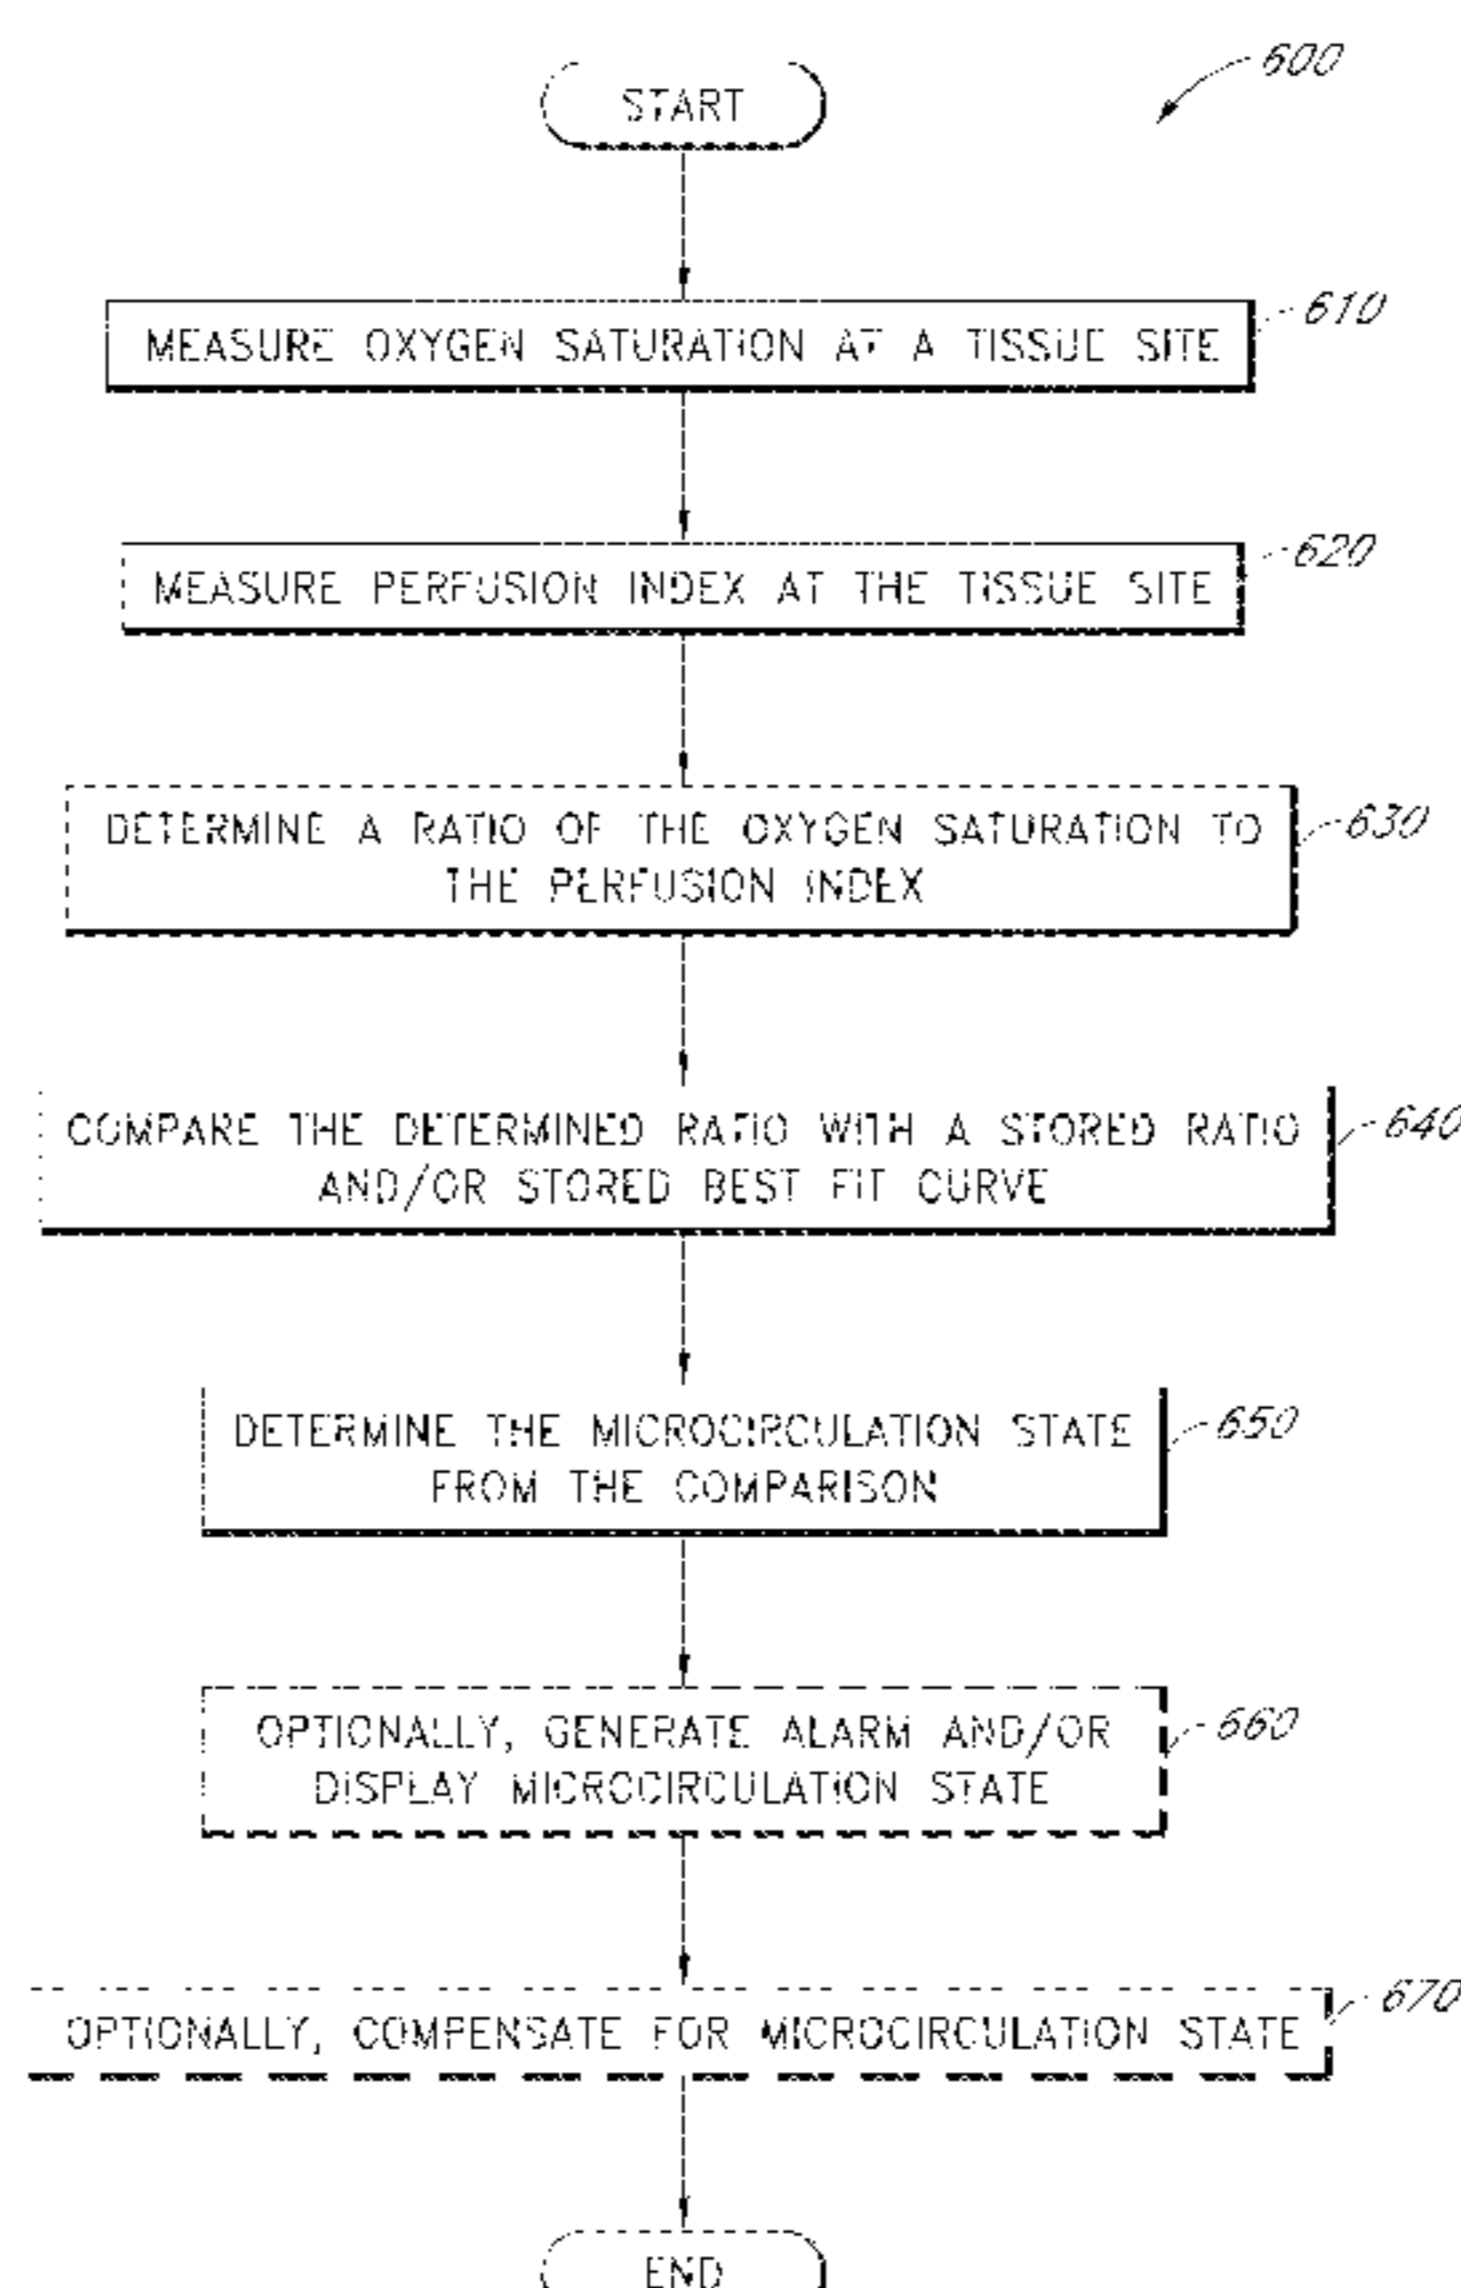 600
START
MEASURE OXYGEN SATURATION AT A TISSUE SITE
610
MEASURE PERFUSION INDEX AT THE TISSUE SITE
620
DETERMINE A RATIO OF THE OXYGEN SATURATION TO
THE PERFUSION INDEX
630
COMPARE THE DETERMINED RATIO WITH A STORED RATIO
AND/OR STORED BEST FIT CURVE
640
DETERMINE THE MICROCIRCULATION STATE
FROM THE COMPARISON
650
OPTIONALLY, GENERATE ALARM AND/OR
DISPLAY MICROCIRCULATION STATE
660
OPTIONALLY, COMPENSATE FOR MICROCIRCULATION STATE
670
END